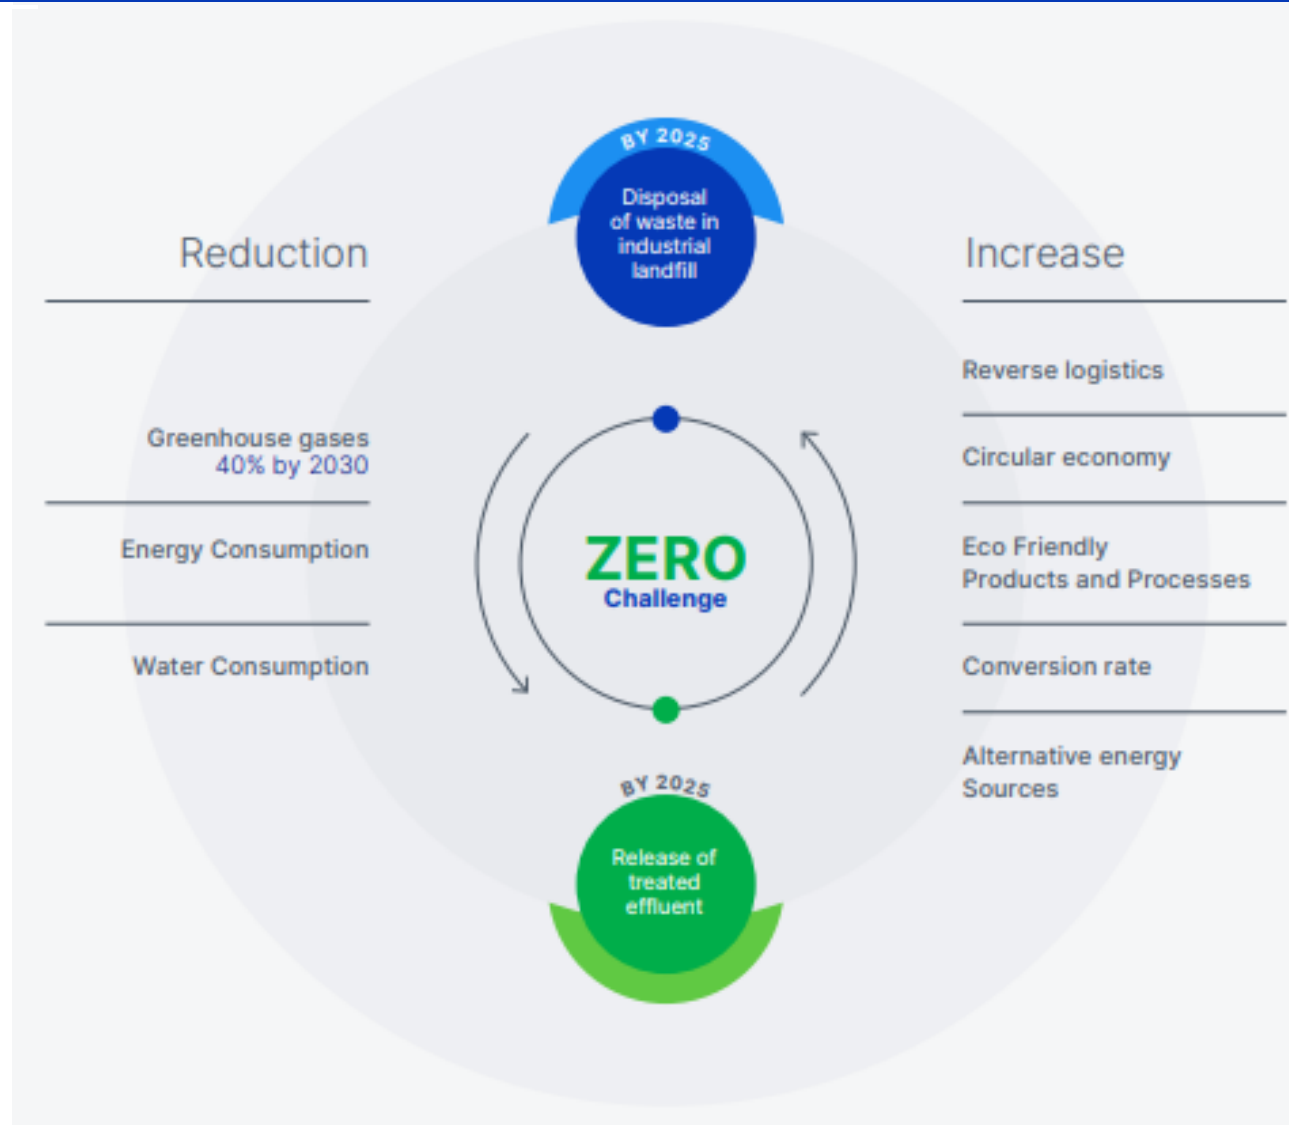 BY 2025
Disposal
of waste in
industrial
landfill
Reduction
Greenhouse gases
40% by 2030
Energy Consumption
Water Consumption
ZERO
Challenge
Increase
Reverse logistics
Circular economy
Eco Friendly
Products and Processes
Conversion rate
Alternative energy
Sources
BY 2025
Release of
treated
effluent